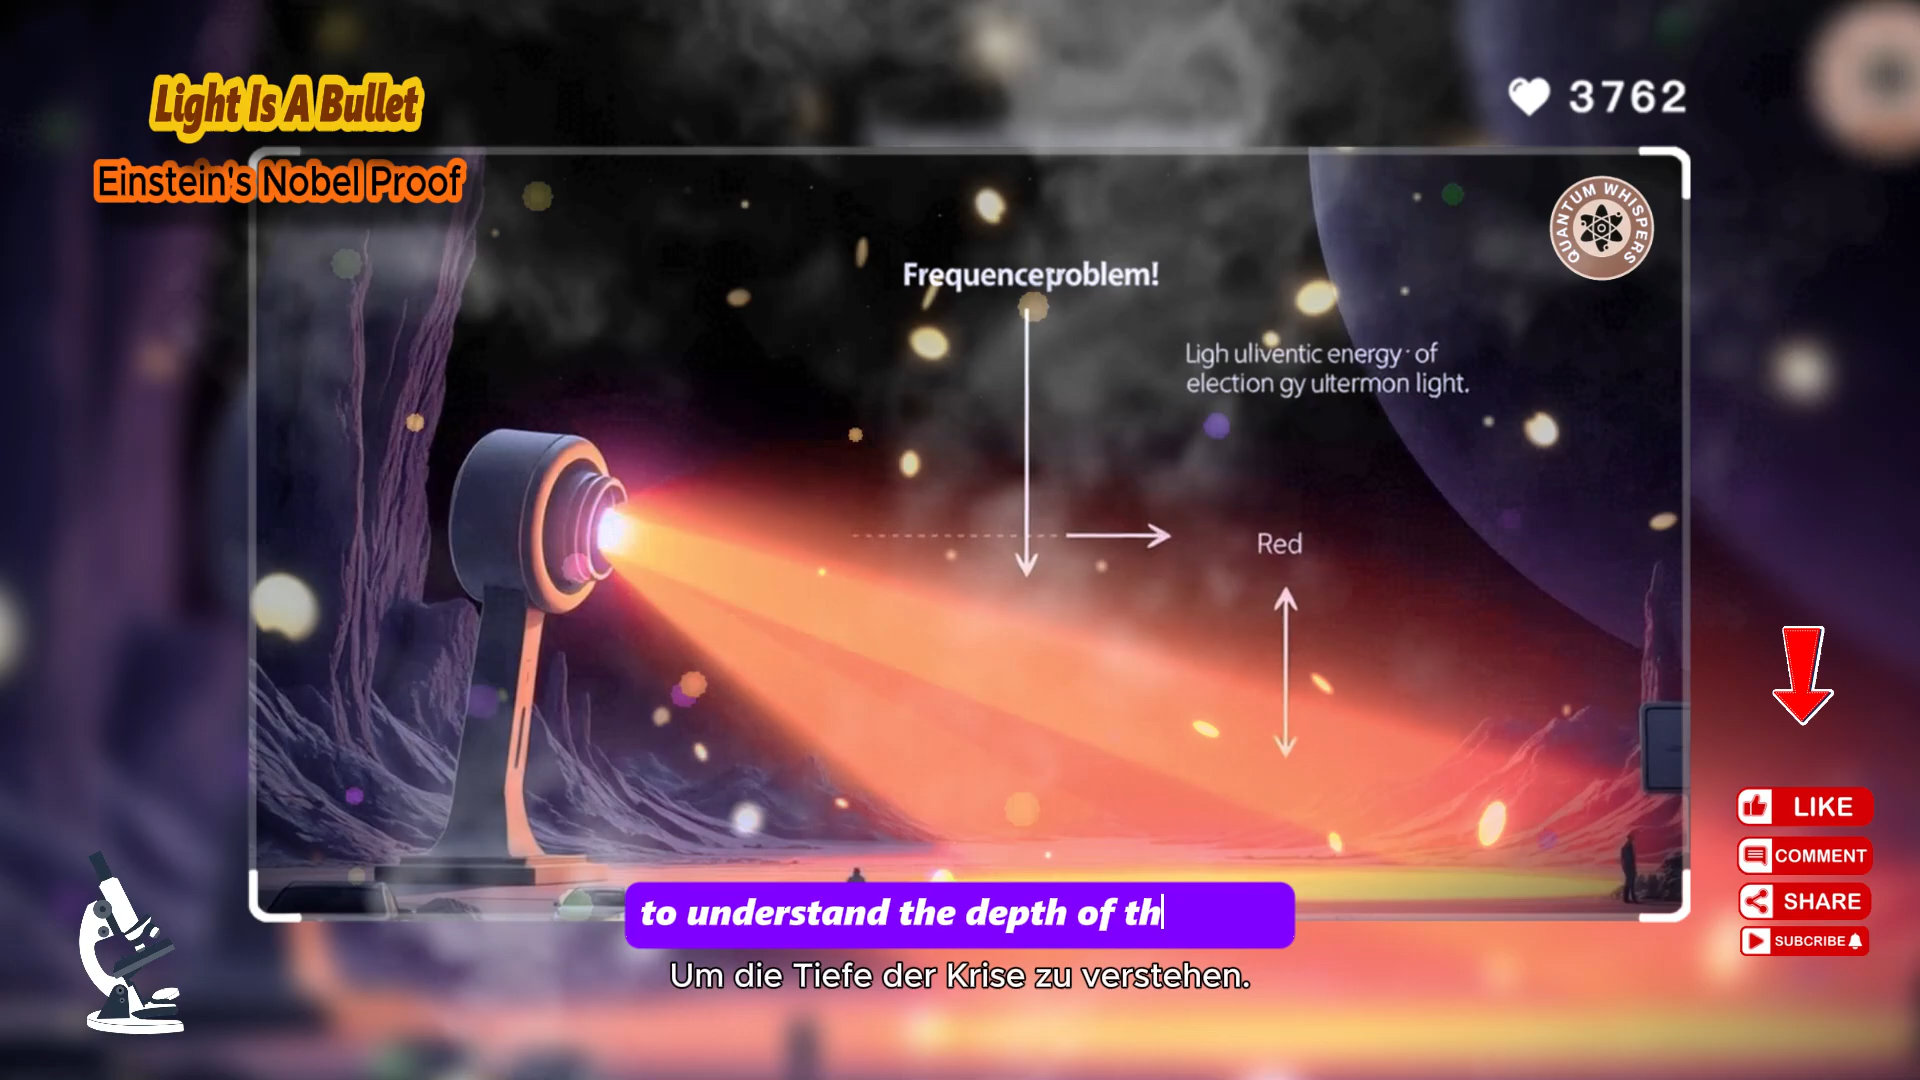 Light Is A Bullet
Einstein's Nobel Proof
3762
QUANTUM WHISPERS
Frequenceproblem!
Ligh uliventic energy· of
election gy ultermon light.
Red
LIKE
COMMENT
SHARE
SUBCRIBE
to understand the depth of th
Um die Tiefe der Krise zu verstehen.